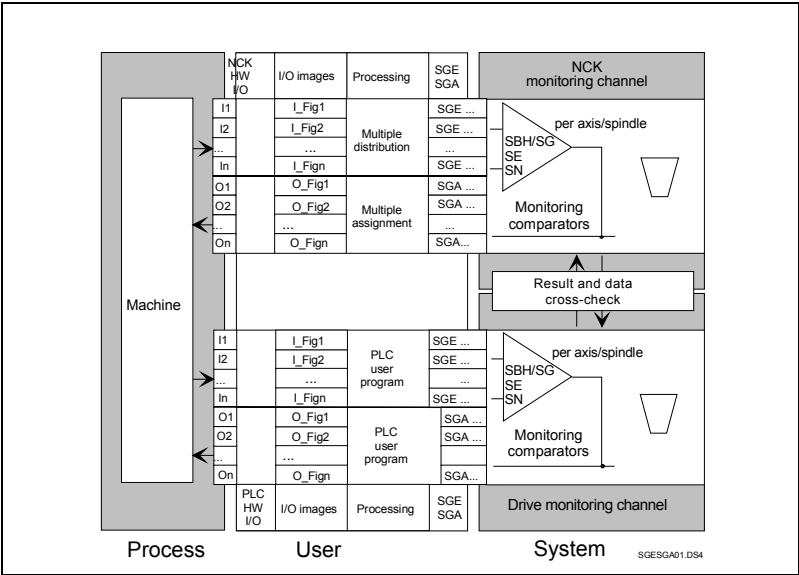 NCK HW I/O
I/O images
Processing
SGE SGA
NCK
monitoring channel
I1
I_Fig1
SGE ...
I2
I_Fig2
Multiple
distribution
SGE ...
...
...
...
In
I_Fign
SGE ...
O1
O_Fig1
SGA ...
O2
O_Fig2
Multiple
assignment
SGA ...
...
...
...
On
O_Fign
SGA...
per axis/spindle
SBH/SG
SE
SN
Monitoring
comparators
Machine
Result and data
cross-check
I1
I_Fig1
SGE ...
I2
I_Fig2
PLC
user
program
SGE ...
...
...
...
In
I_Fign
SGE ...
O1
O_Fig1
SGA ...
O2
O_Fig2
PLC
user
program
SGA ...
...
...
On
O_Fign
SGA...
per axis/spindle
SBH/SG
SE
SN
Monitoring
comparators
PLC
HW
I/O
I/O images
Processing
SGE
SGA
Drive monitoring channel
Process
User
System
SGESGA01.DS4